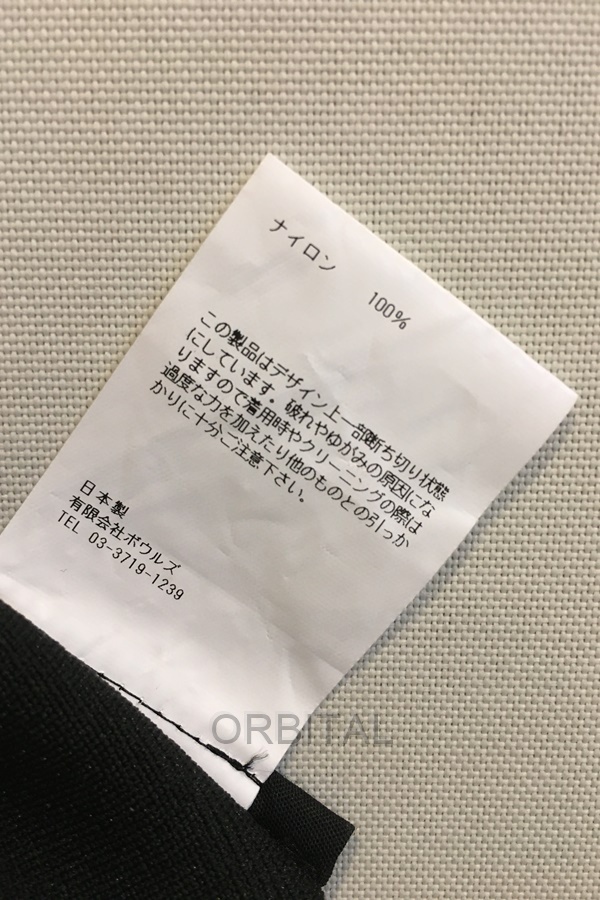 ナイロン 100%
この製品はデザイン上一部断ち切り状態
にしています。破れやゆがみの原因にな
りますので着用時やクリーニングの際は
過度な力を加えたり他のものとの引っか
かりに十分ご注意下さい。
日本製
有限会社ボウルズ
TEL 03-3719-1239
ORBITAL